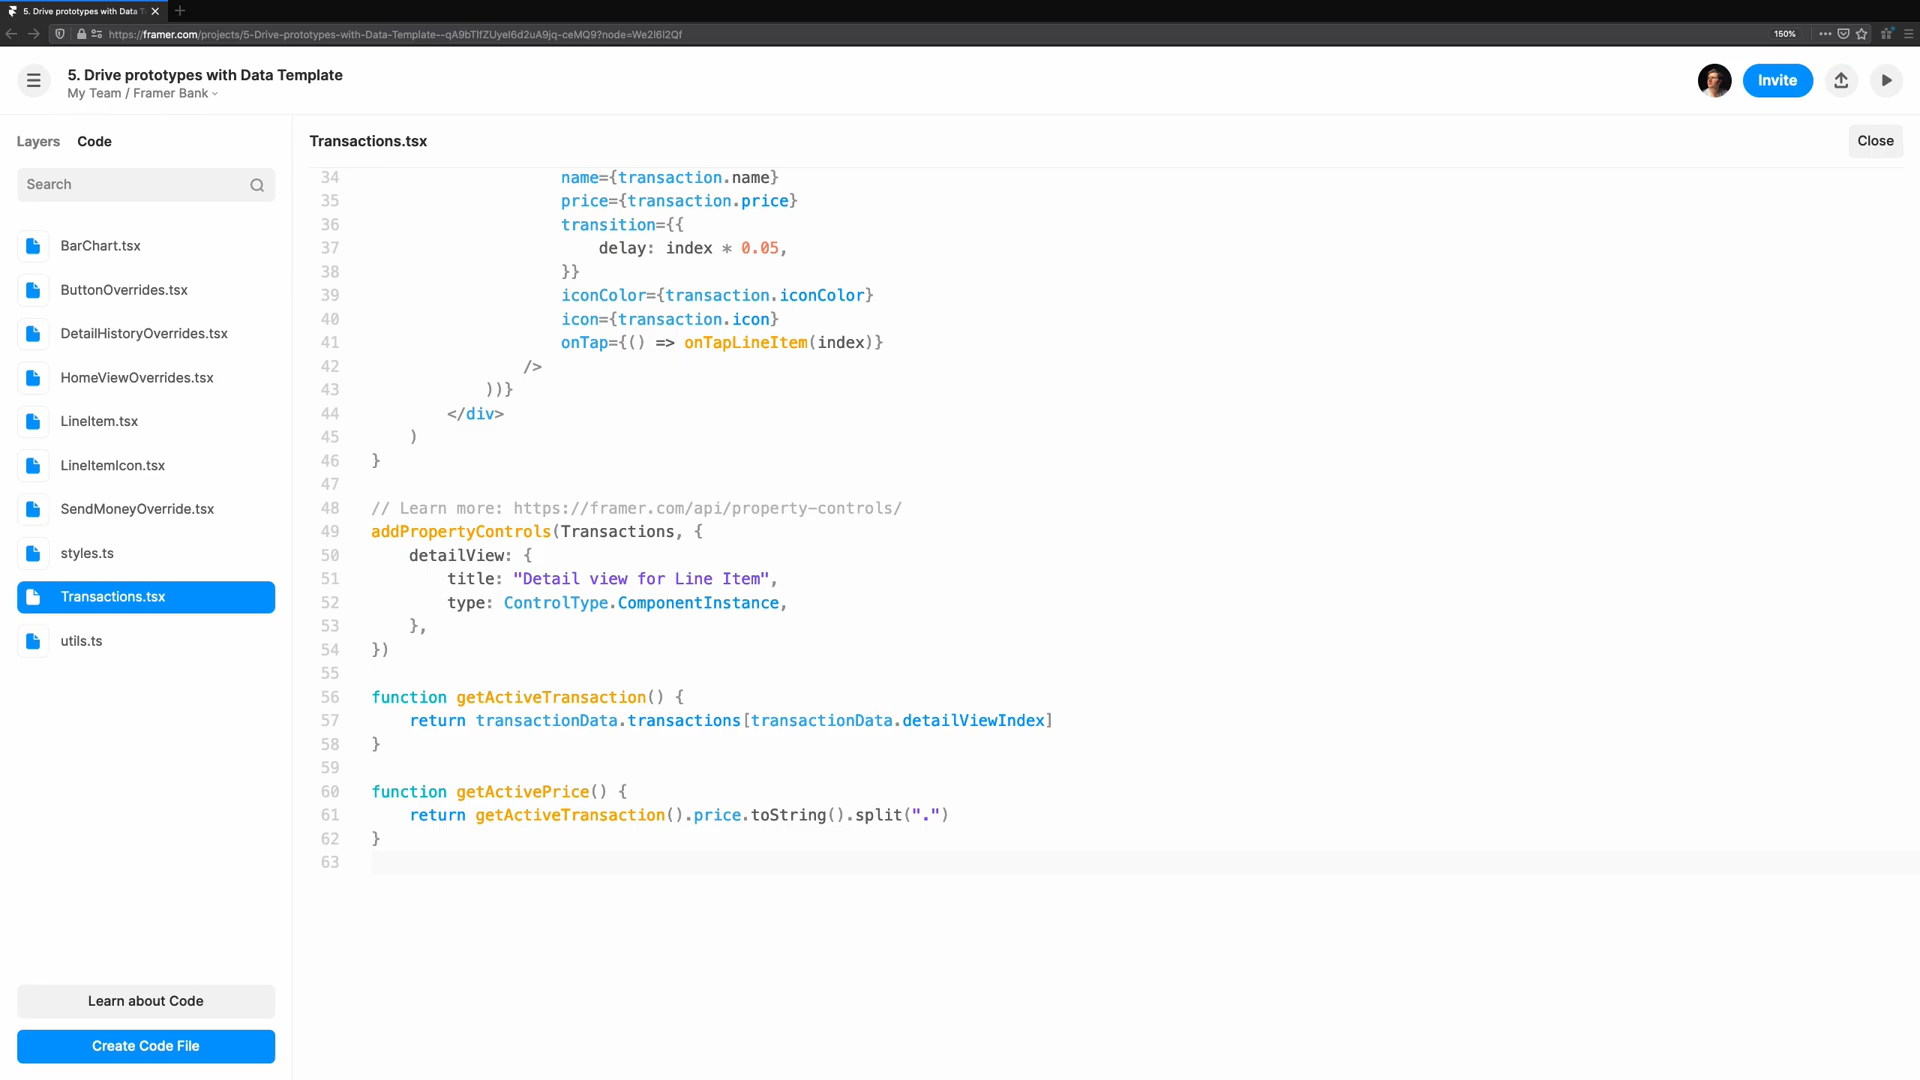 5. Drive prototypes with Data T
https://framer.com/projects/5-Drive-prototypes-with-Data-Template--qA9bTlfZUyeI6d2uA9jq-ceMQ9?node=We2l6l2Qf
150%
5. Drive prototypes with Data Template
My Team / Framer Bank
Invite
Layers Code
Transactions.tsx
Close
Search
BarChart.tsx
ButtonOverrides.tsx
DetailHistoryOverrides.tsx
HomeViewOverrides.tsx
LineItem.tsx
LineItemIcon.tsx
SendMoneyOverride.tsx
styles.ts
Transactions.tsx
utils.ts
Learn about Code
Create Code File
34 name={transaction.name}
35 price={transaction.price}
36 transition={{
37 delay: index * 0.05,
38 }}
39 iconColor={transaction.iconColor}
40 icon={transaction.icon}
41 onTap={() => onTapLineItem(index)}
42 />
43 ))}
44 </div>
45 )
46 }
47
48 // Learn more: https://framer.com/api/property-controls/
49 addPropertyControls(Transactions, {
50 detailView: {
51 title: "Detail view for Line Item",
52 type: ControlType.ComponentInstance,
53 },
54 })
55
56 function getActiveTransaction() {
57 return transactionData.transactions[transactionData.detailViewIndex]
58 }
59
60 function getActivePrice() {
61 return getActiveTransaction().price.toString().split(".")
62 }
63